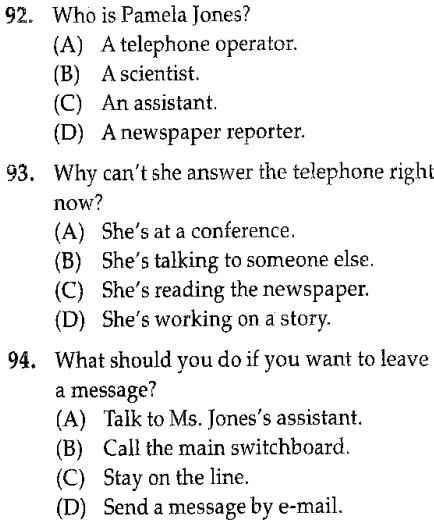 92. Who is Pamela Jones?
(A) A telephone operator.
(B) A scientist.
(C) An assistant.
(D) A newspaper reporter.
93. Why can't she answer the telephone right
now?
(A) She's at a conference.
(B) She's talking to someone else.
(C) She's reading the newspaper.
(D) She's working on a story.
94. What should you do if you want to leave
a message?
(A) Talk to Ms. Jones's assistant.
(B) Call the main switchboard.
(C) Stay on the line.
(D) Send a message by e-mail.